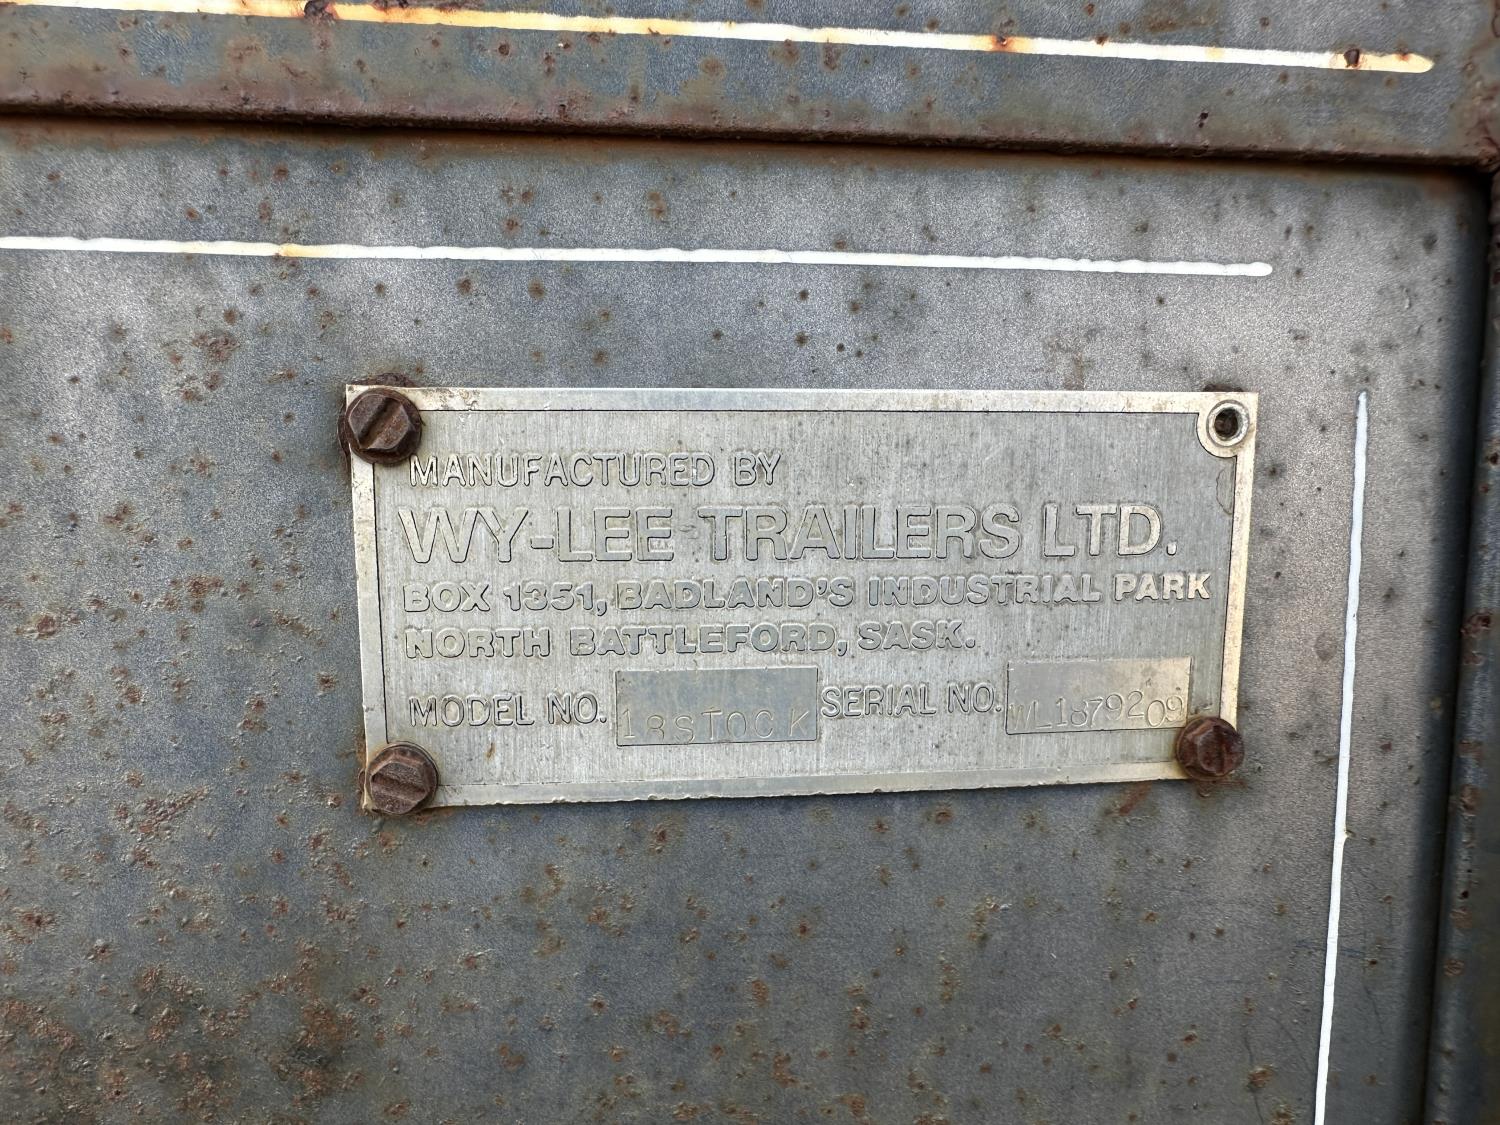 MANUFACTURED BY
WY-LEE TRAILERS LTD.
BOX 1351, BADLAND'S INDUSTRIAL PARK
NORTH BATTLEFORD, SASK.
MODEL NO. 18STOCK SERIAL NO. WL1879209